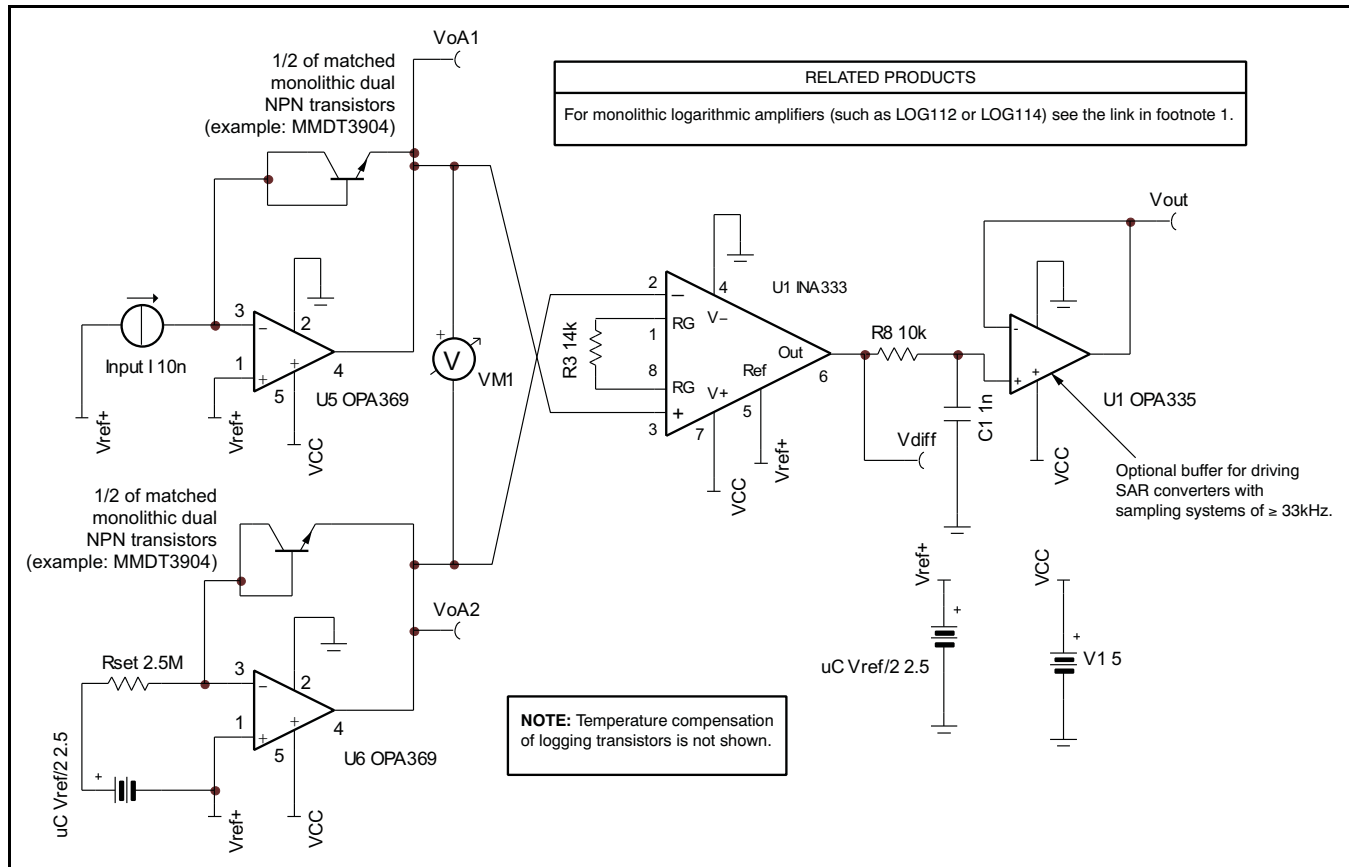 VoA1
1/2 of matched
monolithic dual
NPN transistors
(example: MMDT3904)
RELATED PRODUCTS
For monolithic logarithmic amplifiers (such as LOG112 or LOG114) see the link in footnote 1.
Vout
2
4
U1 INA333
3
−
2
Input I 10n
1
+
+
4
5
U5 OPA369
Vref+
Vref+
VCC
+
V
VM1
−
RG
V−
1
R3 14k
8
RG
Out
Ref
V+
+
3
7
5
6
VCC
Vref+
R8 10k
C1 1n
Vdiff
-
+
+
U1 OPA335
VCC
Optional buffer for driving
SAR converters with
sampling systems of ≥ 33kHz.
1/2 of matched
monolithic dual
NPN transistors
(example: MMDT3904)
VoA2
Rset 2.5M
3
−
2
1
+
+
4
5
U6 OPA369
uC Vref/2 2.5
+
Vref+
VCC
NOTE: Temperature compensation
of logging transistors is not shown.
Vref+
+
uC Vref/2 2.5
VCC
+
V1 5